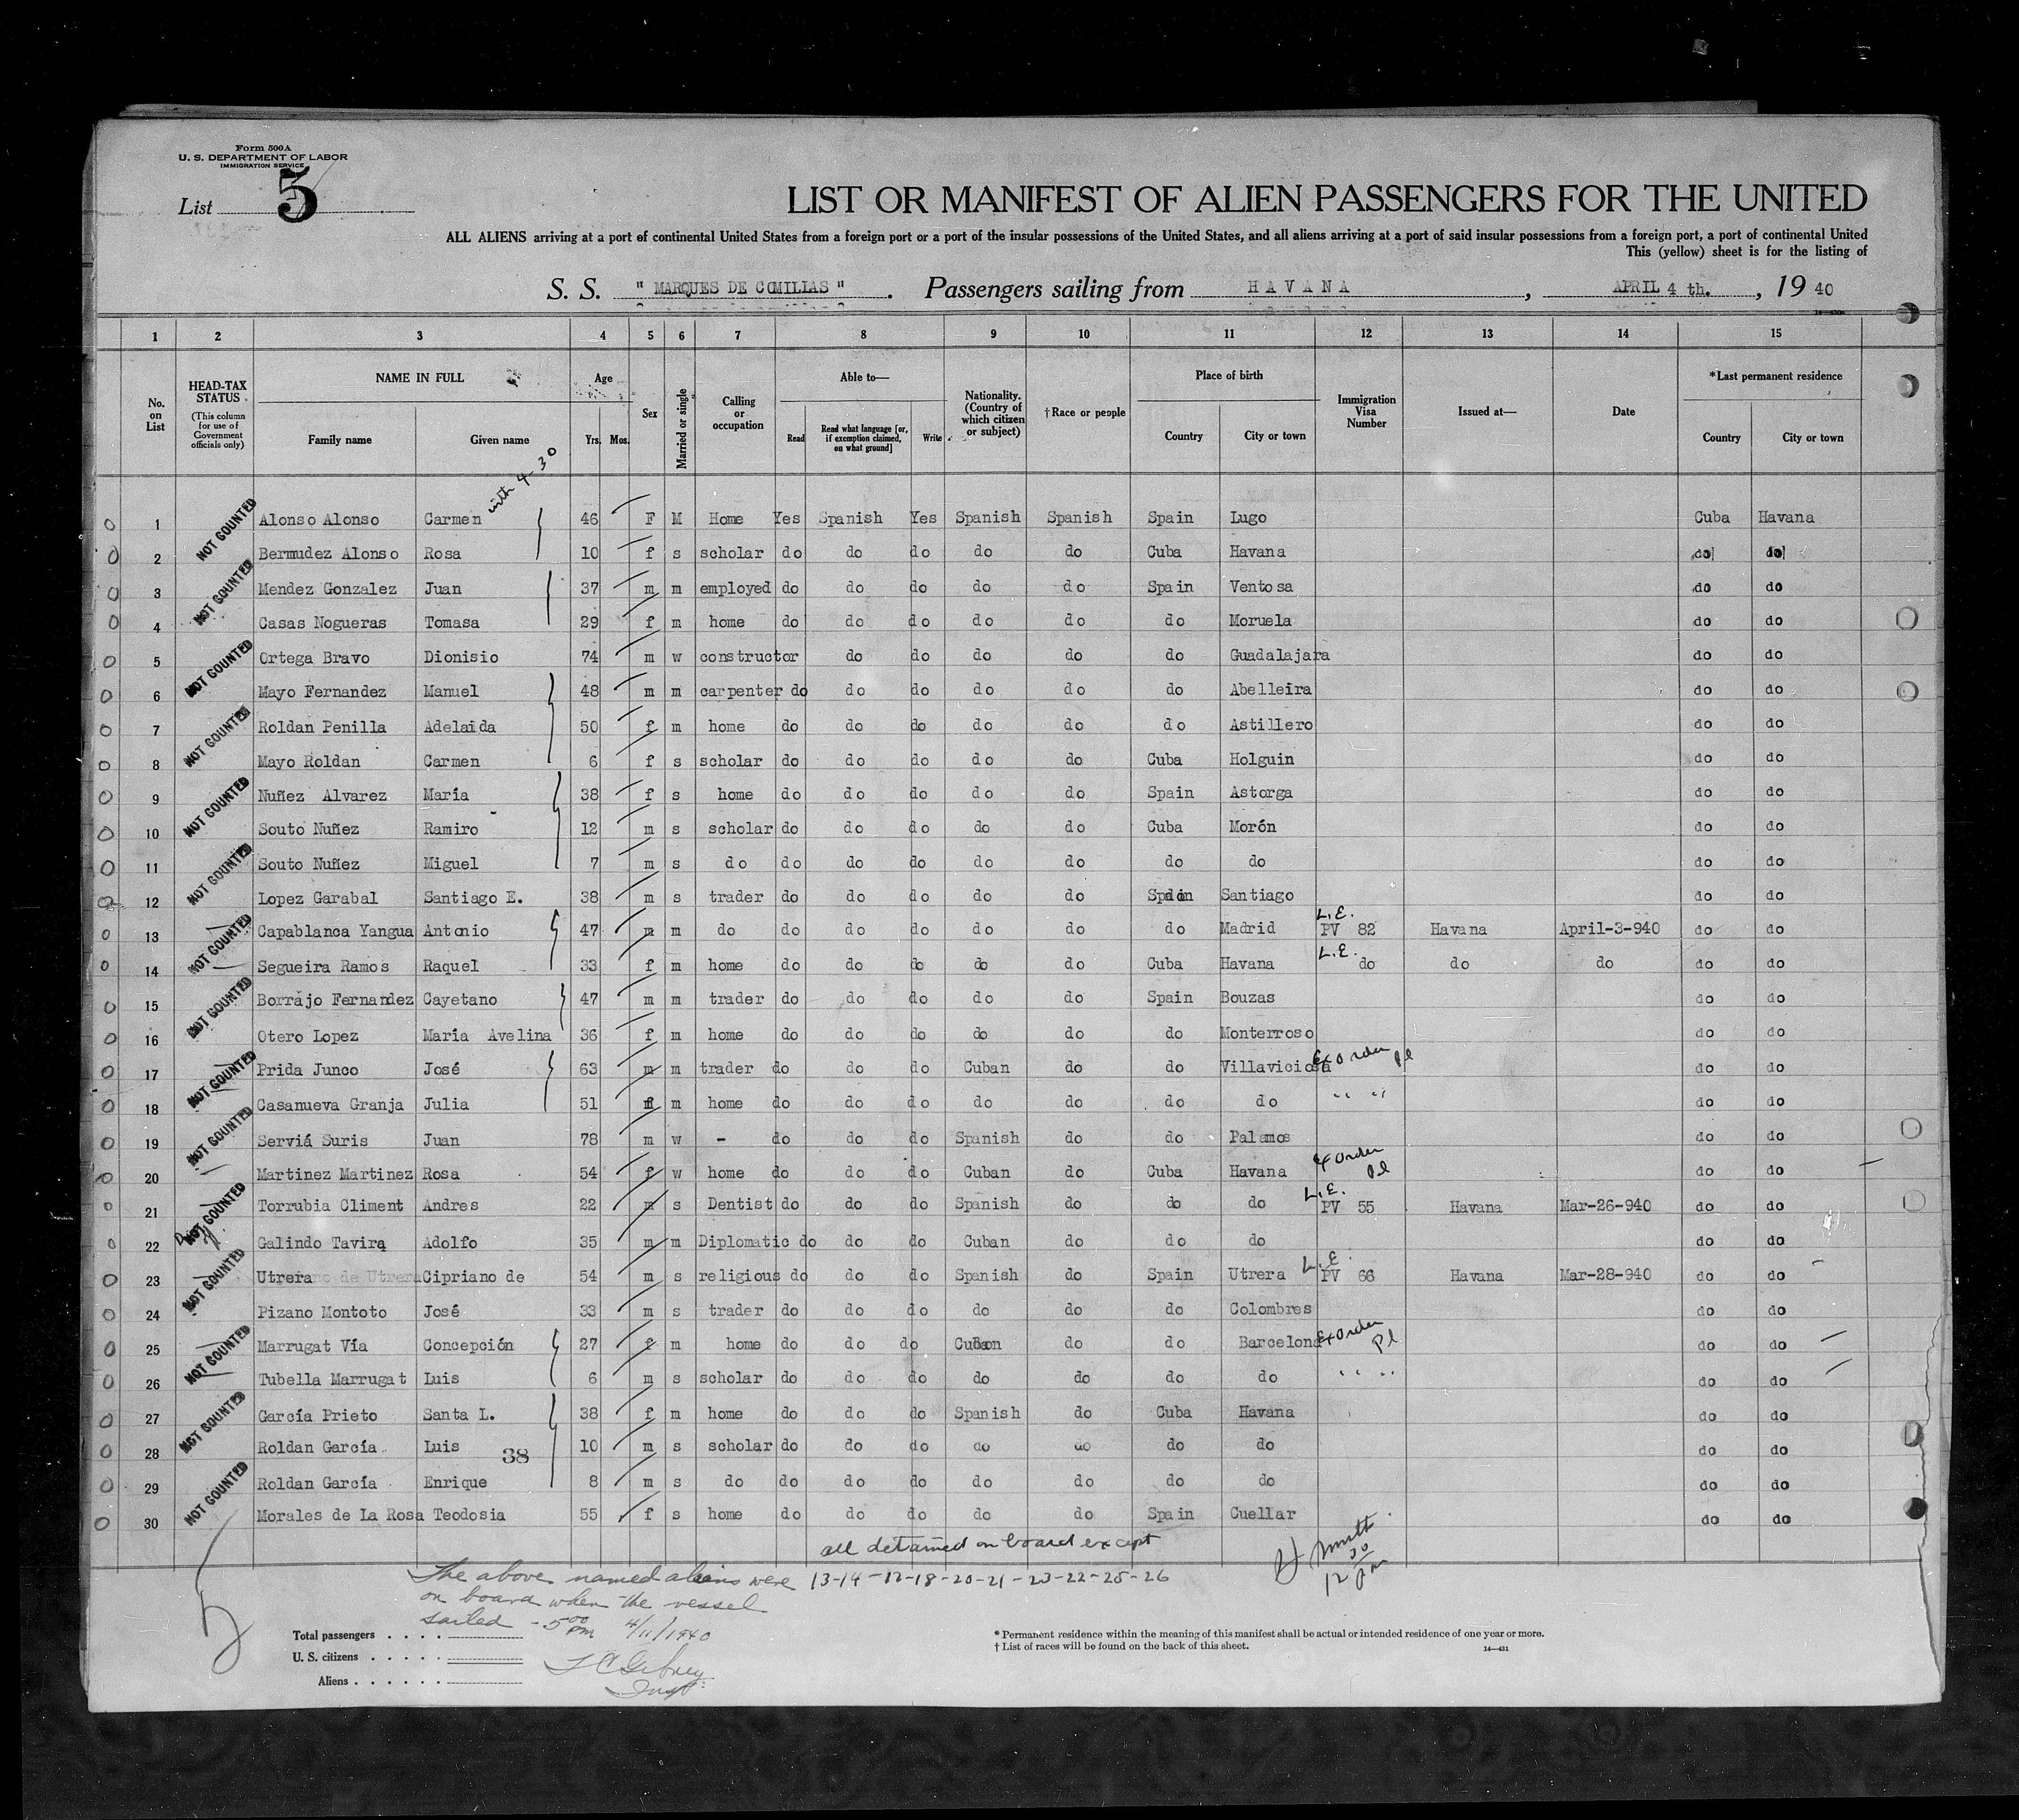 Form 500A
U. S. DEPARTMENT OF LABOR
IMMIGRATION SERVICE
List 5
LIST OR MANIFEST OF ALIEN PASSENGERS FOR THE UNITED
ALL ALIENS arriving at a port of continental United States from a foreign port or a port of the insular possessions of the United States, and all aliens arriving at a port of said insular possessions from a foreign port, a port of continental United
This (yellow) sheet is for the listing of
S. S. " MARQUES DE COMILLAS " . Passengers sailing from HAVANA , APRIL 4 th. , 19 40
1 2 3 4 5 6 7 8 9 10 11 12 13 14 15
No. on List
HEAD-TAX STATUS (This column for use of Government officials only)
NAME IN FULL
Family name Given name
Age
Yrs. Mos.
Sex
Married or single
Calling or occupation
Able to—
Read Read what language [or, if exemption claimed, on what ground] Write
Nationality. (Country of which citizen or subject)
† Race or people
Place of birth
Country City or town
Immigration Visa Number
Issued at—
Date
*Last permanent residence
Country City or town
with 4-30
1 NOT COUNTED Alonso Alonso Carmen 46 F M Home Yes Spanish Yes Spanish Spanish Spain Lugo Cuba Havana
2 Bermudez Alonso Rosa 10 f s scholar do do do do do Cuba Havana do do
3 NOT COUNTED Mendez Gonzalez Juan 37 m m employed do do do do do Spain Ventosa do do
4 Casas Nogueras Tomasa 29 f m home do do do do do do Moruela do do
5 NOT COUNTED Ortega Bravo Dionisio 74 m w constructor do do do do do Guadalajara do do
6 Mayo Fernandez Manuel 48 m m carpenter do do do do do do Abelleira do do
7 NOT COUNTED Roldan Penilla Adelaida 50 f m home do do do do do do Astillero do do
8 Mayo Roldan Carmen 6 f s scholar do do do do do Cuba Holguin do do
9 NOT COUNTED Nuñez Alvarez María 38 f s home do do do do do Spain Astorga do do
10 Souto Nuñez Ramiro 12 m s scholar do do do do do Cuba Morón do do
11 NOT COUNTED Souto Nuñez Miguel 7 m s do do do do do do do do do do
12 Lopez Garabal Santiago E. 38 m s trader do do do do do Spain Santiago do do
13 NOT COUNTED Capablanca Yangua Antonio 47 m m do do do do do do do Madrid L.E. PV 82 Havana April-3-940 do do
14 Segueira Ramos Raquel 33 f m home do do do do do Cuba Havana L.E. do do do do do
15 NOT COUNTED Borrajo Fernandez Cayetano 47 m m trader do do do do do Spain Bouzas do do
16 Otero Lopez María Avelina 36 f m home do do do do do do Monterroso do do
17 NOT COUNTED Prida Junco José 63 m m trader do do do Cuban do do Villaviciosa Ex Order Pl do do
18 Casanueva Granja Julia 51 f m home do do do do do do do " " do do
19 NOT COUNTED Serviá Suris Juan 78 m w - do do do Spanish do do Palamos do do
20 Martinez Martinez Rosa 54 f w home do do do Cuban do Cuba Havana Ex Order Pl do do
21 NOT COUNTED Torrubia Climent Andres 22 m s Dentist do do do Spanish do do do L.E. PV 55 Havana Mar-26-940 do do
22 Galindo Tavira Adolfo 35 m m Diplomatic do do do Cuban do do do
23 NOT COUNTED Utrera Cipriano de 54 m s religious do do do Spanish do Spain Utrera L.E. PV 66 Havana Mar-28-940 do do
24 Pizano Montoto José 33 m s trader do do do do do do Colombres do do
25 NOT COUNTED Marrugat Vía Concepción 27 f m home do do do Cuban do do Barcelona Ex Order Pl do do
26 Tubella Marrugat Luis 6 m s scholar do do do do do do do " " do do
27 NOT COUNTED García Prieto Santa L. 38 f m home do do do Spanish do Cuba Havana do do
28 Roldan García Luis 38 10 m s scholar do do do do do do do do do
29 NOT COUNTED Roldan García Enrique 8 m s do do do do do do do do do do
30 Morales de La Rosa Teodosia 55 f s home do do do do do Spain Cuellar do do
all detained on board except
13-14-17-18-20-21-23-22-25-26
The above named aliens were
on board when the vessel
sailed - 5 00 pm 4/11/1940
12 30 pm
Total passengers
U. S. citizens
Aliens
* Permanent residence within the meaning of this manifest shall be actual or intended residence of one year or more.
† List of races will be found on the back of this sheet. 14—431